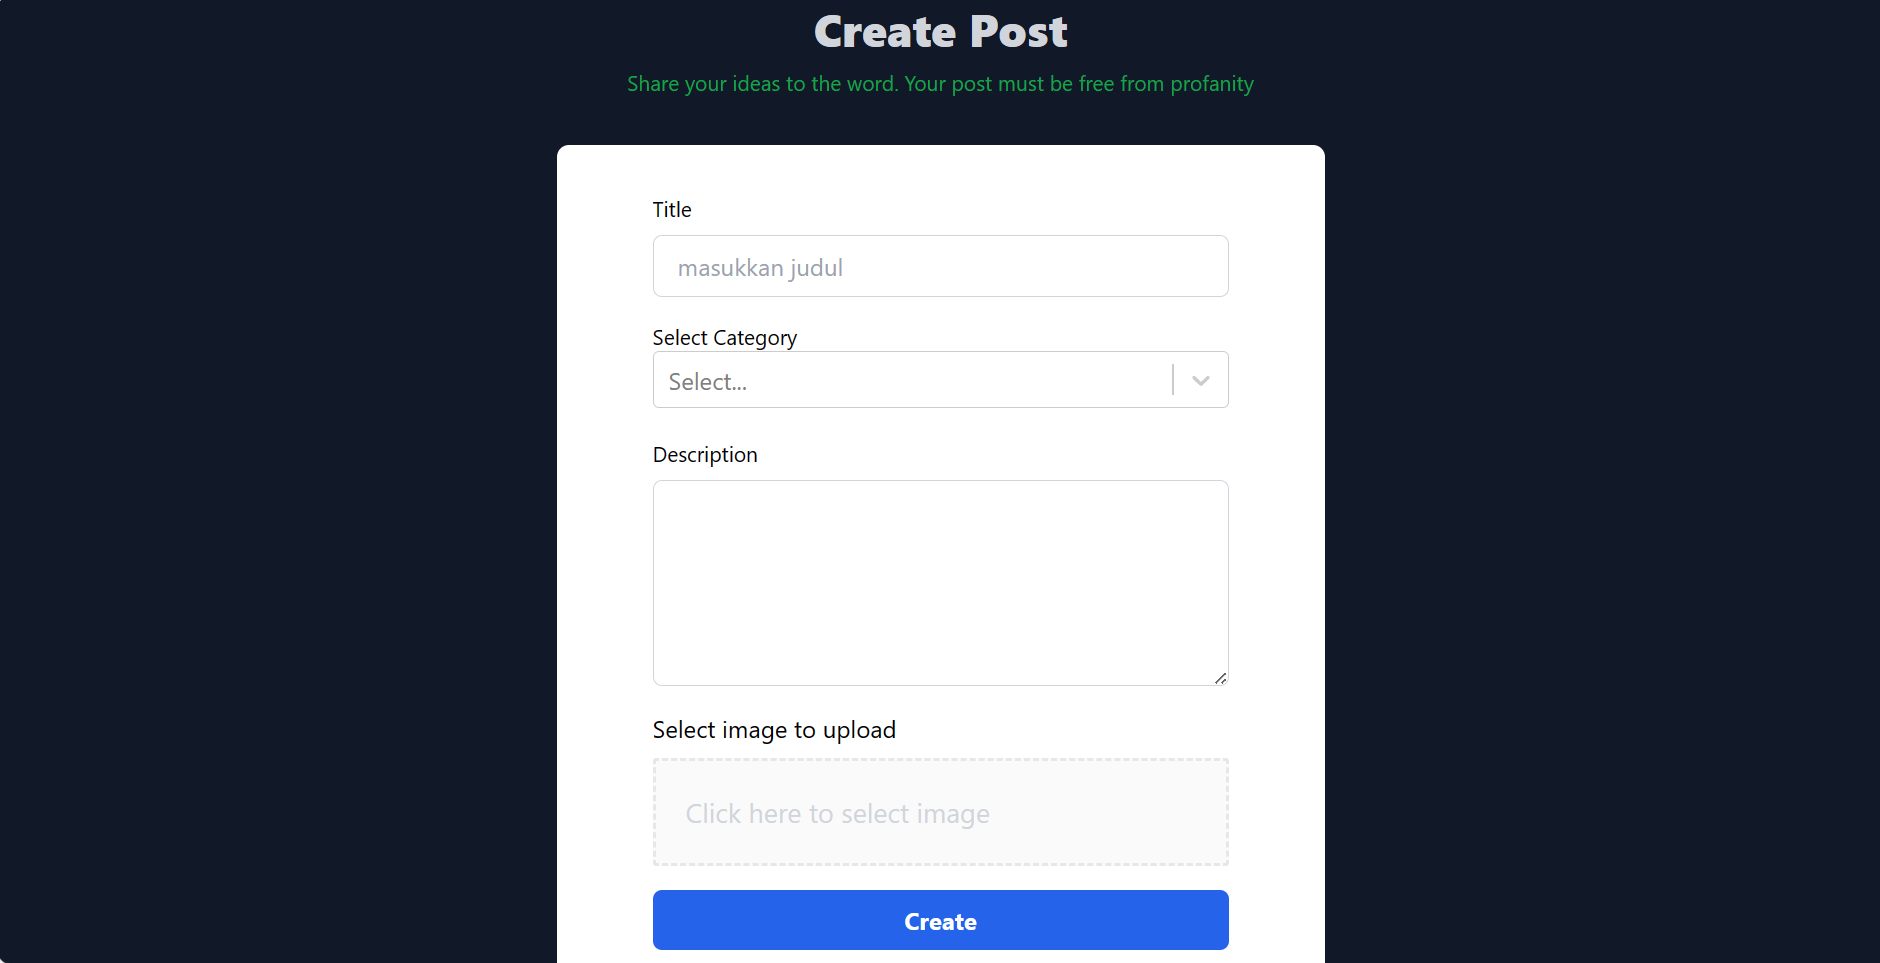 Create Post
Share your ideas to the word. Your post must be free from profanity
Title
masukkan judul
Select Category
Select...
Description
Select image to upload
Click here to select image
Create